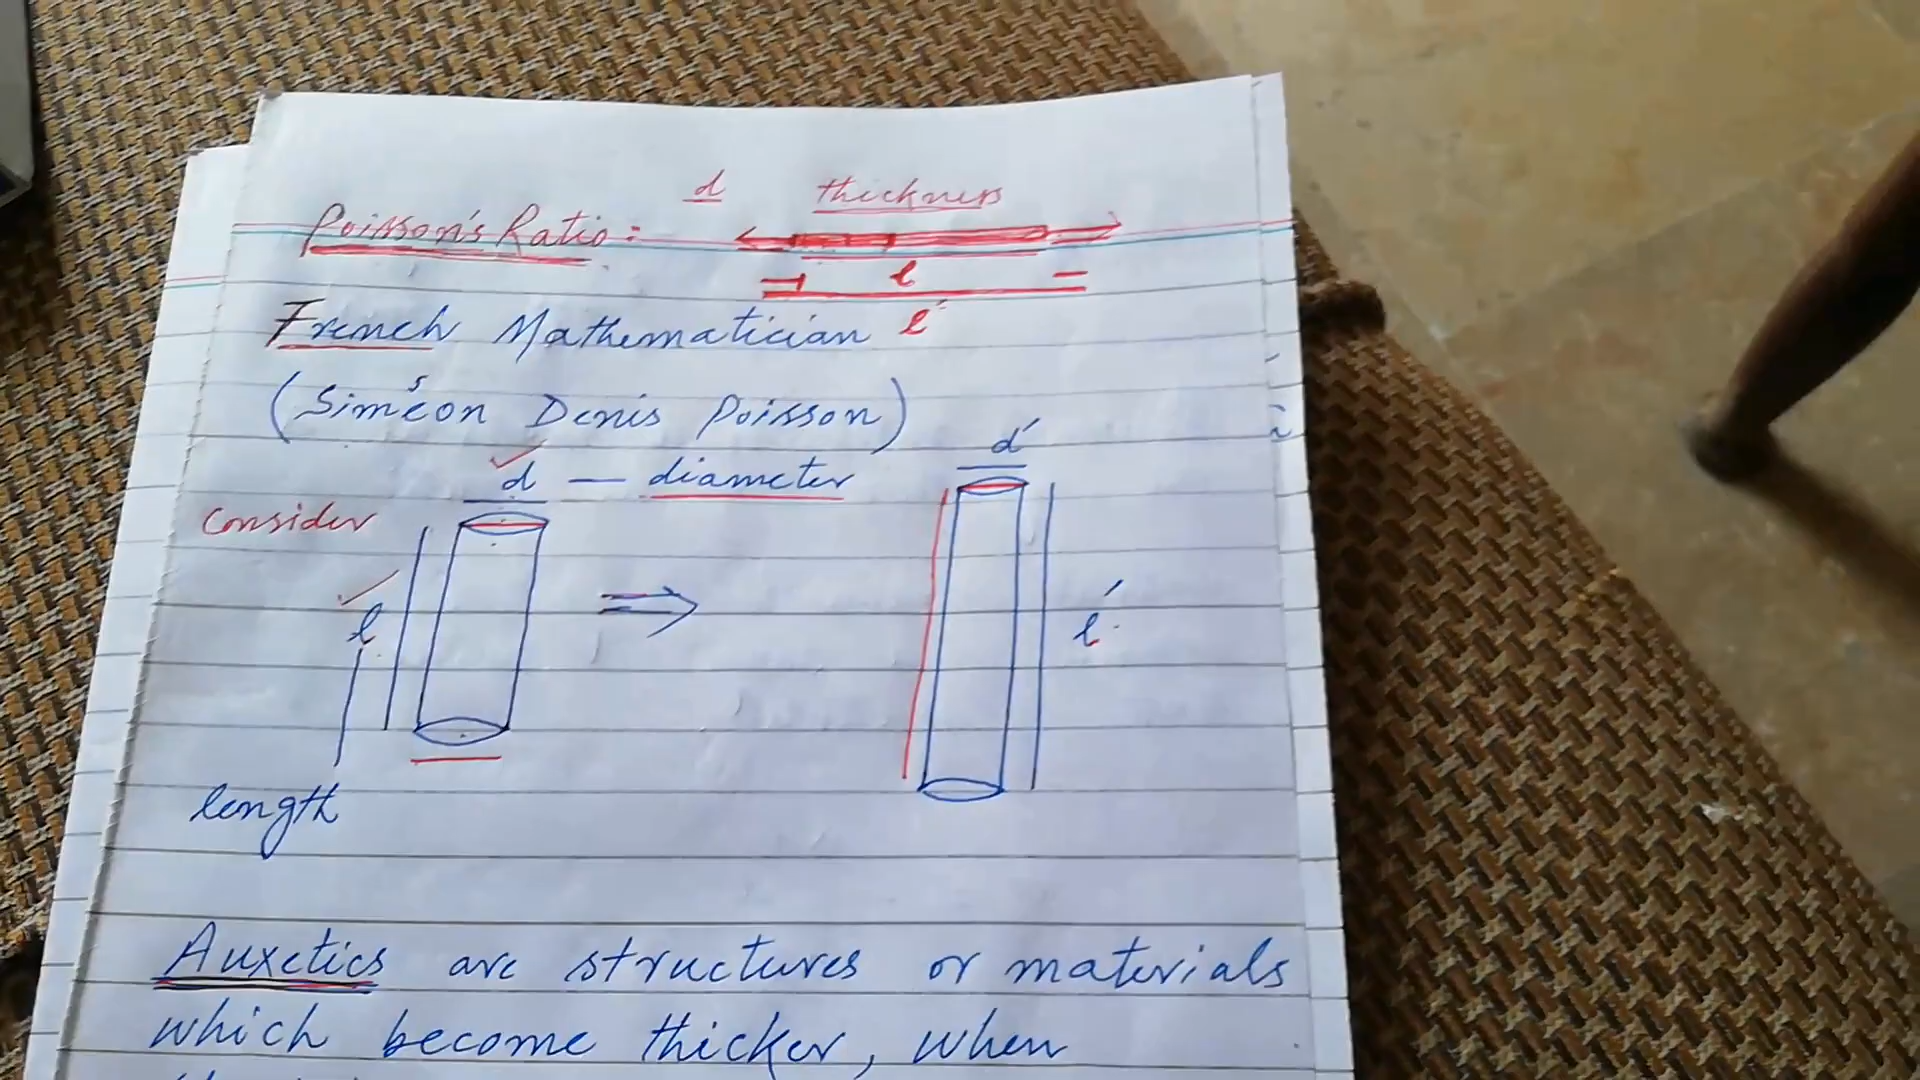 d thickness
Poisson's Ratio:
l
French Mathematician l'
(Siméon Denis Poisson)
d'
d — diameter
Consider
l l'
length
Auxetics are structures or materials
which become thicker, when